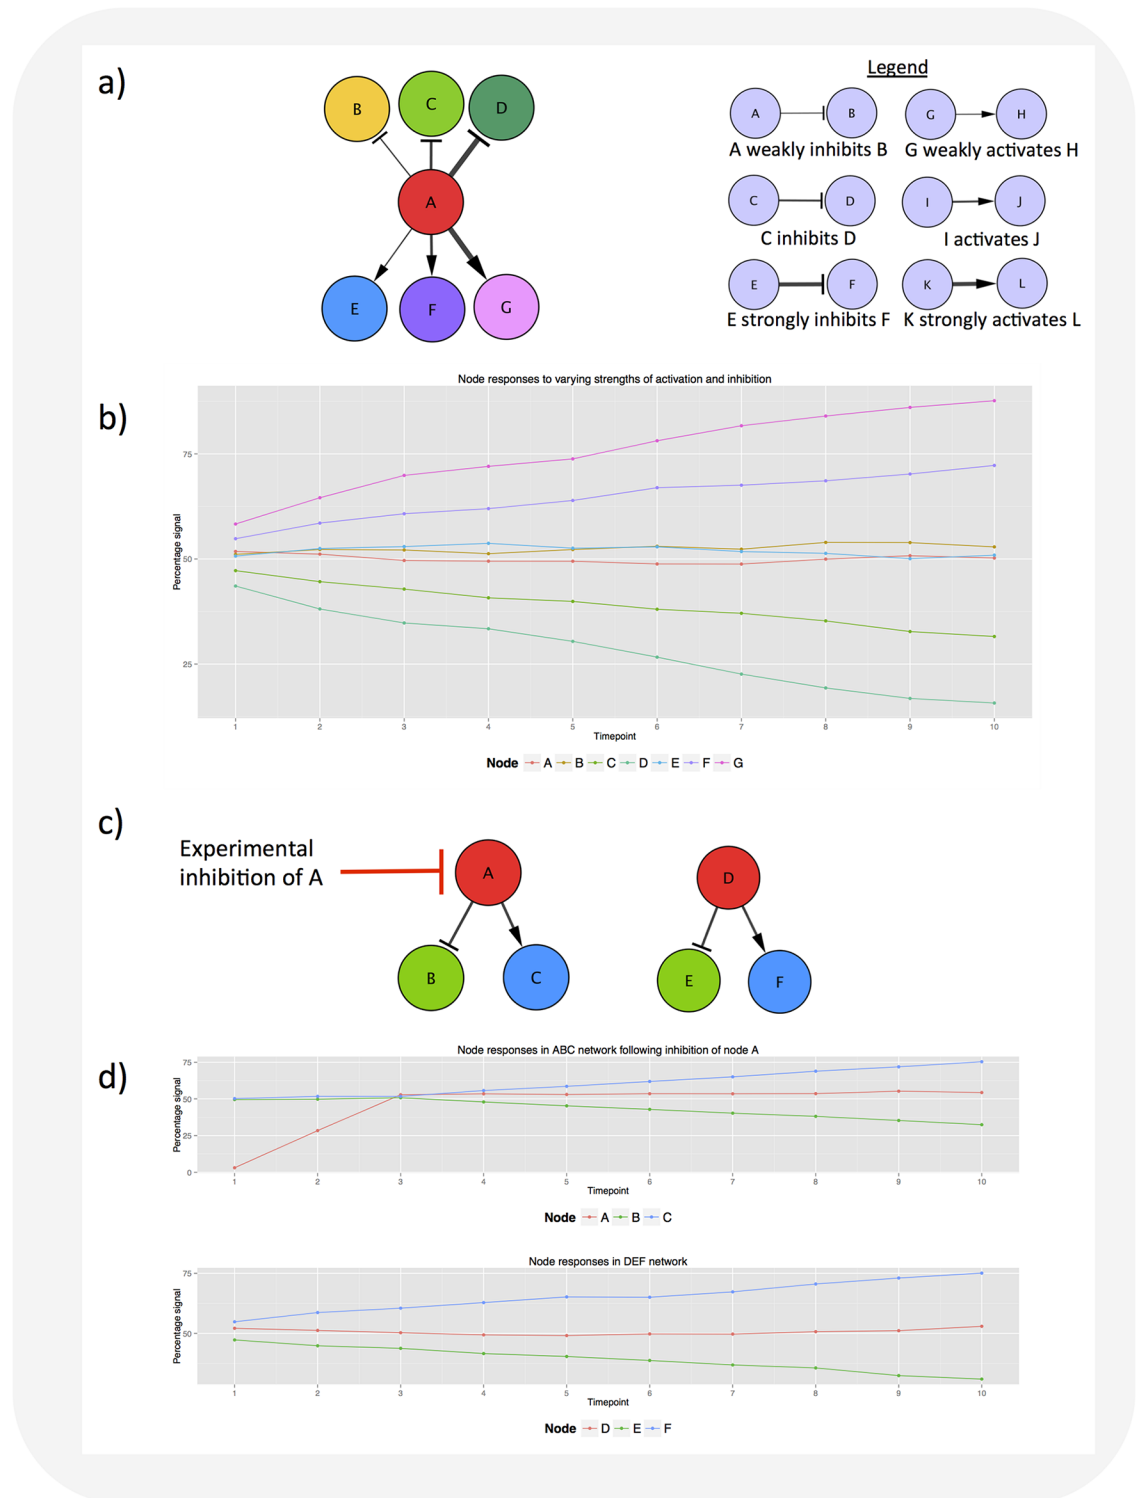 a)
B
C
D
A
E
F
G
Legend
A
B
G
H
A weakly inhibits B
G weakly activates H
C
D
I
J
C inhibits D
I activates J
E
F
K
L
E strongly inhibits F
K strongly activates L
b)
Node responses to varying strengths of activation and inhibition
Percentage signal
75
50
25
1 2 3 4 5 6 7 8 9 10
Timepoint
Node A B C D E F G
c)
Experimental
inhibition of A
A
B
C
D
E
F
d)
Node responses in ABC network following inhibition of node A
Percentage signal
75
50
25
0
1 2 3 4 5 6 7 8 9 10
Timepoint
Node A B C
Node responses in DEF network
Percentage signal
75
50
1 2 3 4 5 6 7 8 9 10
Timepoint
Node D E F